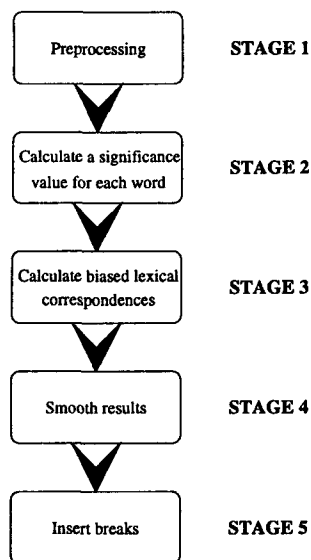 Preprocessing STAGE 1
Calculate a significance
value for each word STAGE 2
Calculate biased lexical
correspondences STAGE 3
Smooth results STAGE 4
Insert breaks STAGE 5